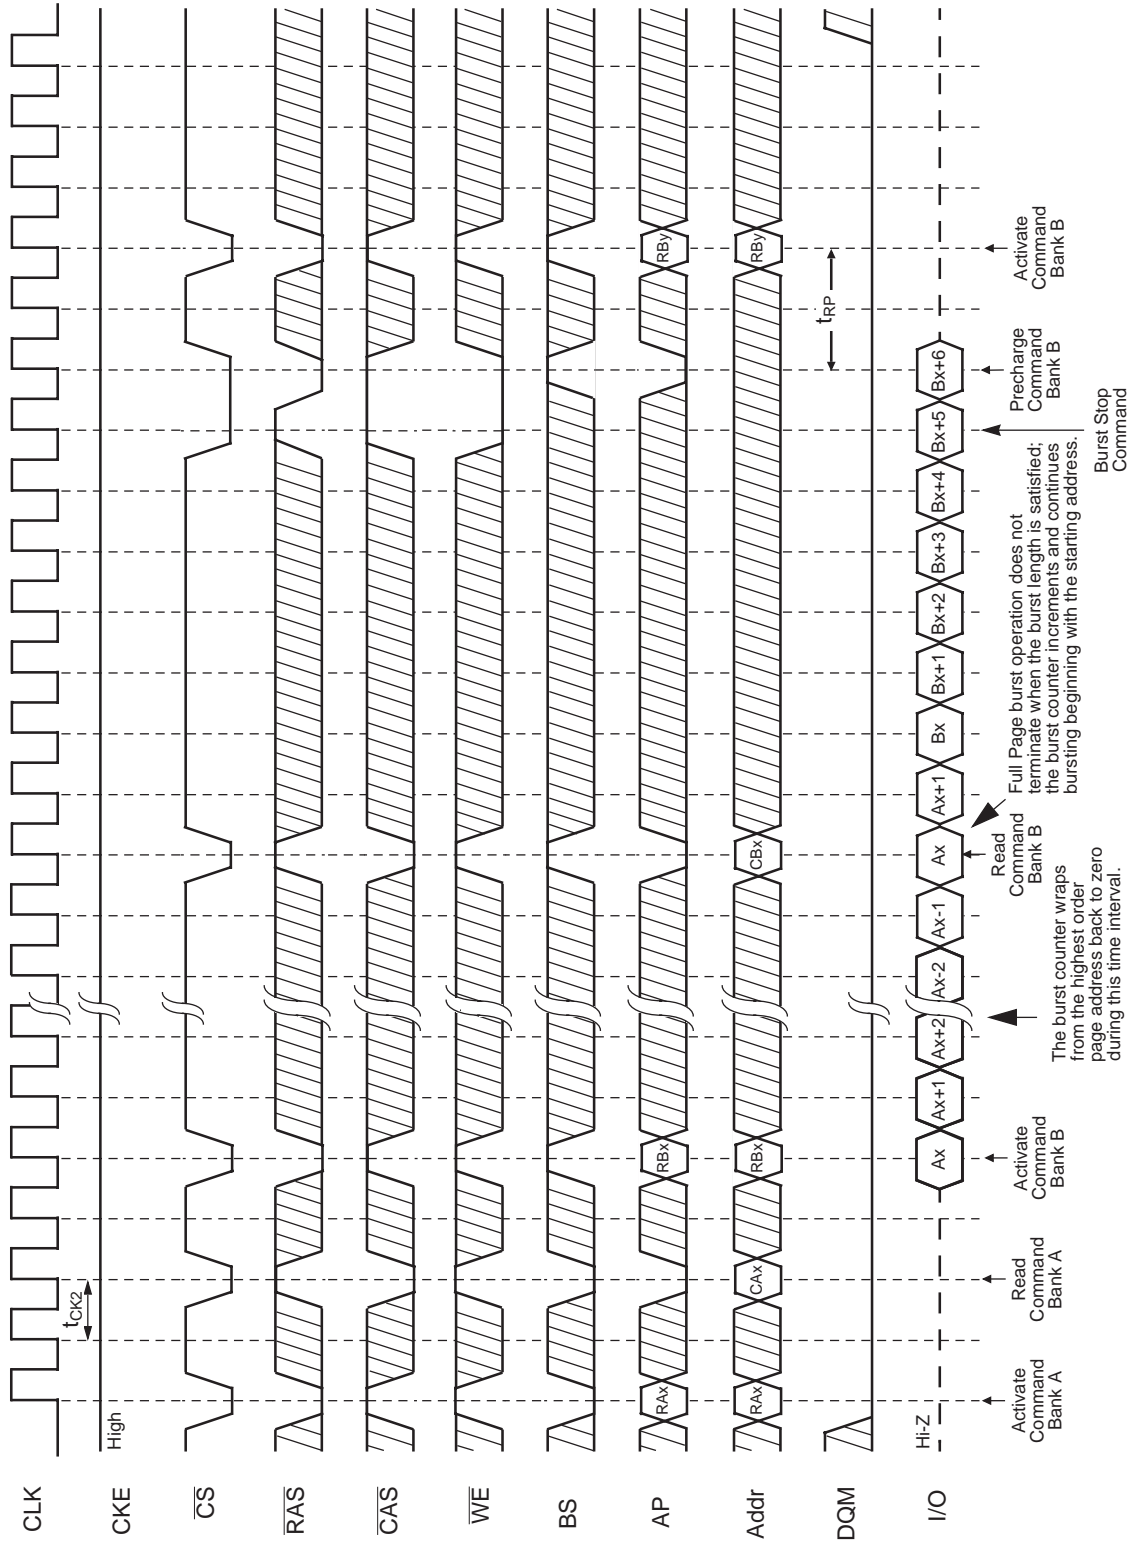 CLK
tCK2
CKE
High
CS
RAS
CAS
WE
BS
AP
RAx
RBx
RBy
Addr
RAx
CAx
RBx
CBx
RBy
tRP
DQM
I/O
Hi-Z
Ax
Ax+1
Ax+2
Ax-2
Ax-1
Ax
Ax+1
Bx
Bx+1
Bx+2
Bx+3
Bx+4
Bx+5
Bx+6
Activate
Command
Bank A
Read
Command
Bank A
Activate
Command
Bank B
The burst counter wraps
from the highest order
page address back to zero
during this time interval.
Read
Command
Bank B
Full Page burst operation does not
terminate when the burst length is satisfied;
the burst counter increments and continues
bursting beginning with the starting address.
Burst Stop
Command
Precharge
Command
Bank B
Activate
Command
Bank B